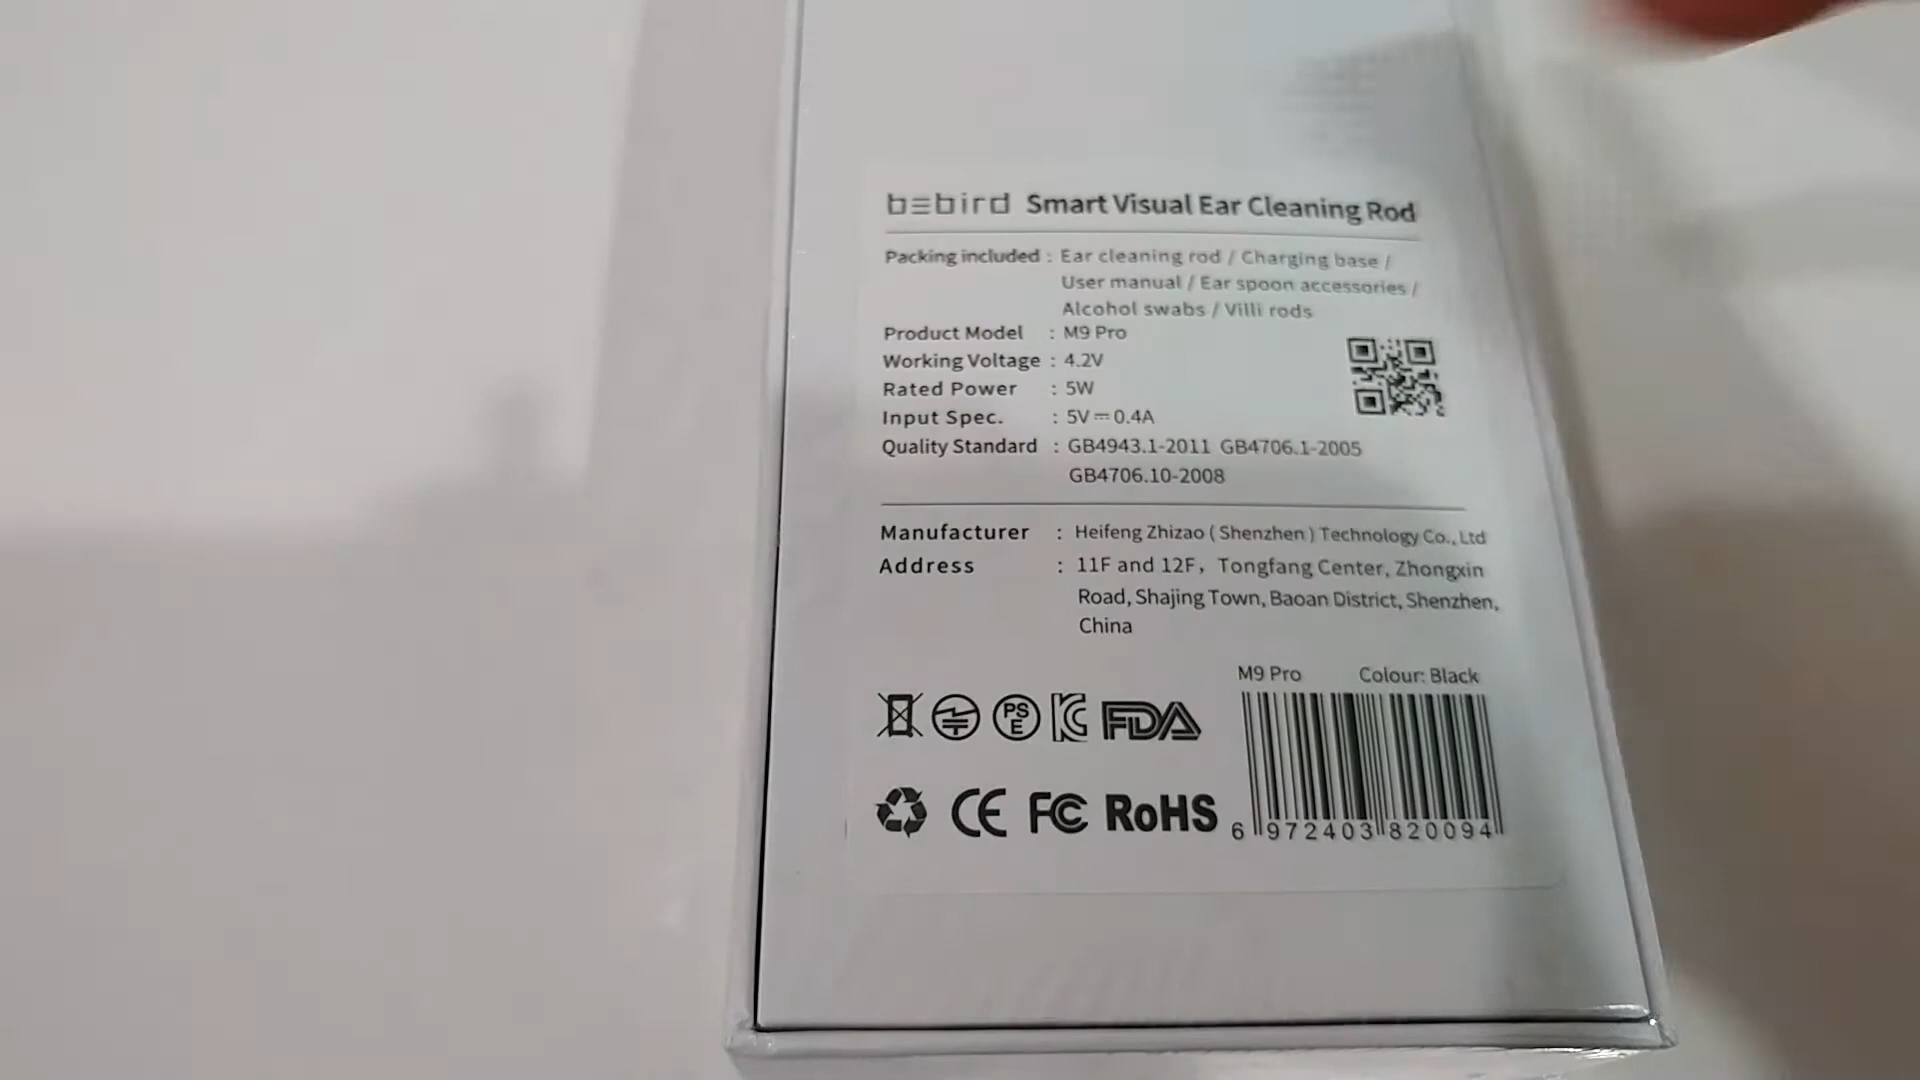 bebird Smart Visual Ear Cleaning Rod
Packing included : Ear cleaning rod / Charging base /
User manual / Ear spoon accessories /
Alcohol swabs / Villi rods
Product Model : M9 Pro
Working Voltage : 4.2V
Rated Power : 5W
Input Spec. : 5V⎓0.4A
Quality Standard : GB4943.1-2011 GB4706.1-2005
GB4706.10-2008
Manufacturer : Heifeng Zhizao ( Shenzhen ) Technology Co., Ltd
Address : 11F and 12F, Tongfang Center, Zhongxin
Road, Shajing Town, Baoan District, Shenzhen,
China
M9 Pro Colour: Black
PS E KC FDA
CE FC RoHS
6 972403 820094